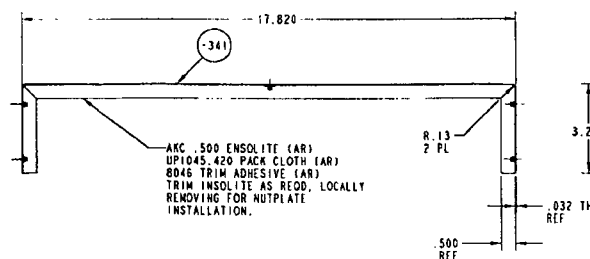 17.820
-341
AKC .500 ENSOLITE (AR)
UP1045.420 PACK CLOTH (AR)
8046 TRIM ADHESIVE (AR)
TRIM INSOLITE AS REQD, LOCALLY
REMOVING FOR NUTPLATE
INSTALLATION.
R.13
2 PL
3.2
.032 TH
REF
.500
REF